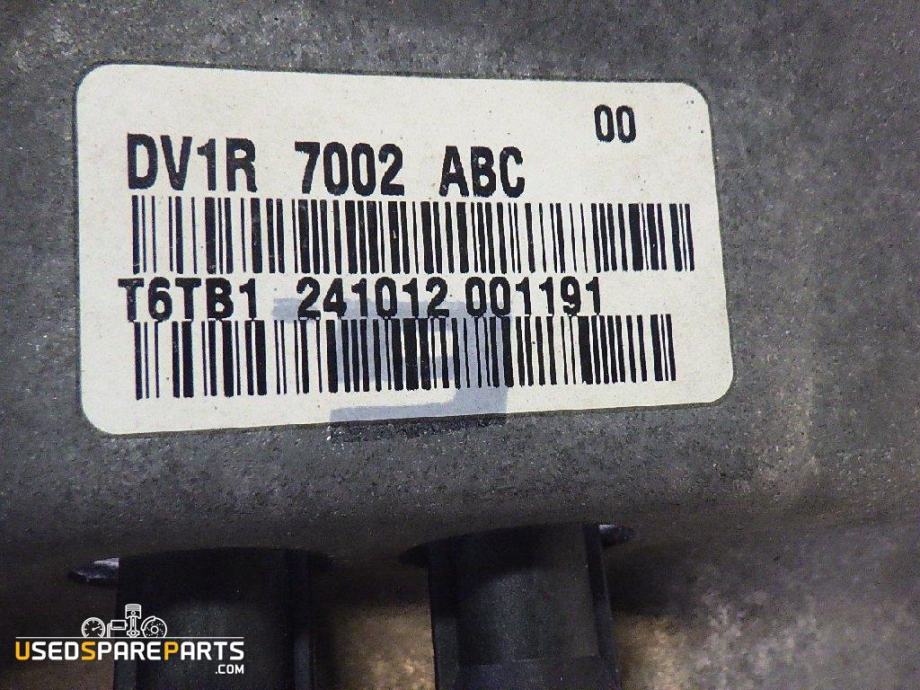 00
DV1R 7002 ABC
T6TB1 241012 001191
USEDSPAREPARTS
.COM